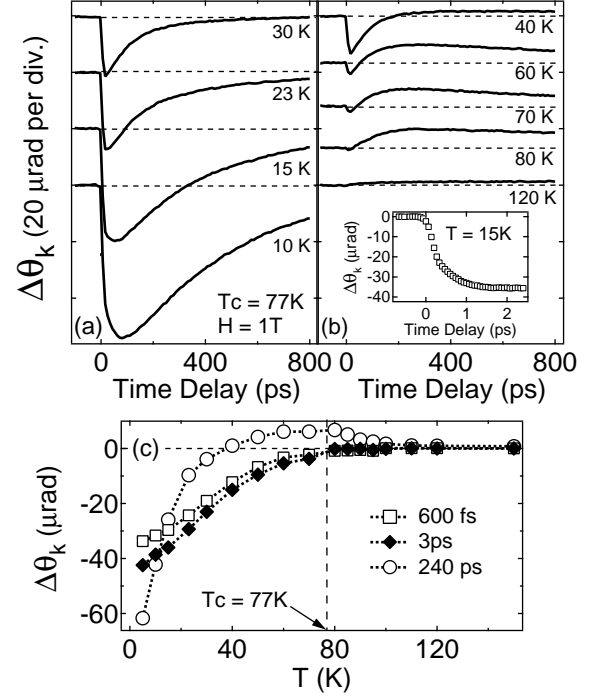 Δθk (20 μrad per div.)
30 K
23 K
15 K
10 K
Tc = 77K
H = 1T
(a)
0 400 800
Time Delay (ps)
40 K
60 K
70 K
80 K
120 K
T = 15K
Δθk (μrad)
0
-10
-20
-30
-40
0 1 2
Time Delay (ps)
(b)
0 400 800
Time Delay (ps)
(c)
Δθk (μrad)
0
-20
-40
-60
600 fs
3ps
240 ps
Tc = 77K
0 40 80 120
T (K)